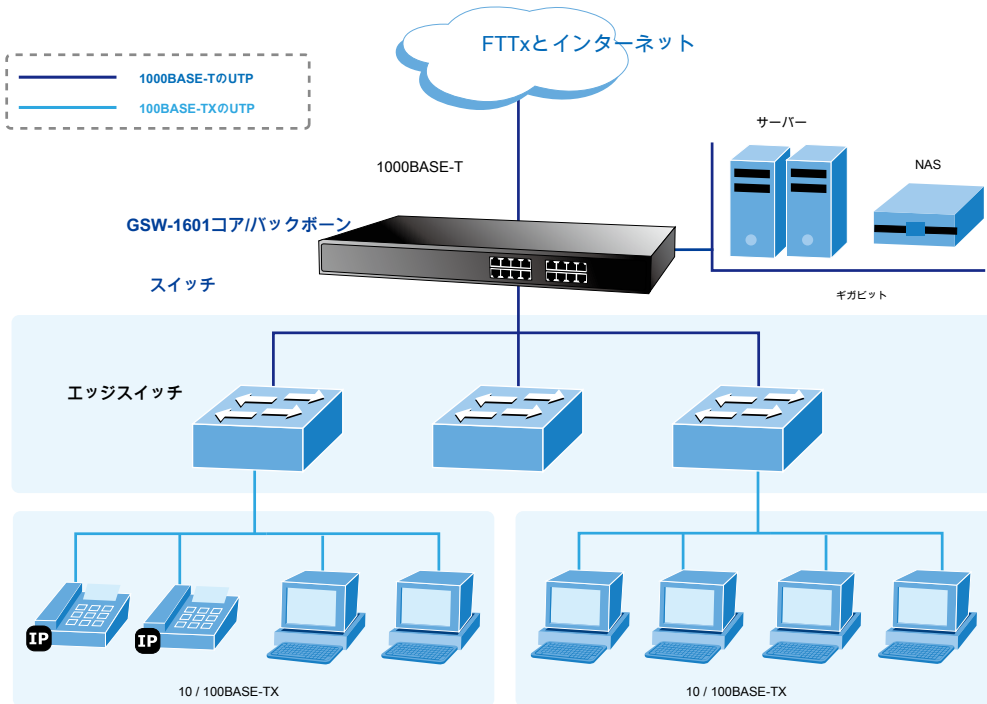 FTTxとインターネット
1000BASE-TのUTP
100BASE-TXのUTP
サーバー
1000BASE-T
NAS
GSW-1601コア/バックボーン
スイッチ
ギガビット
エッジスイッチ
IP
IP
10 / 100BASE-TX
10 / 100BASE-TX